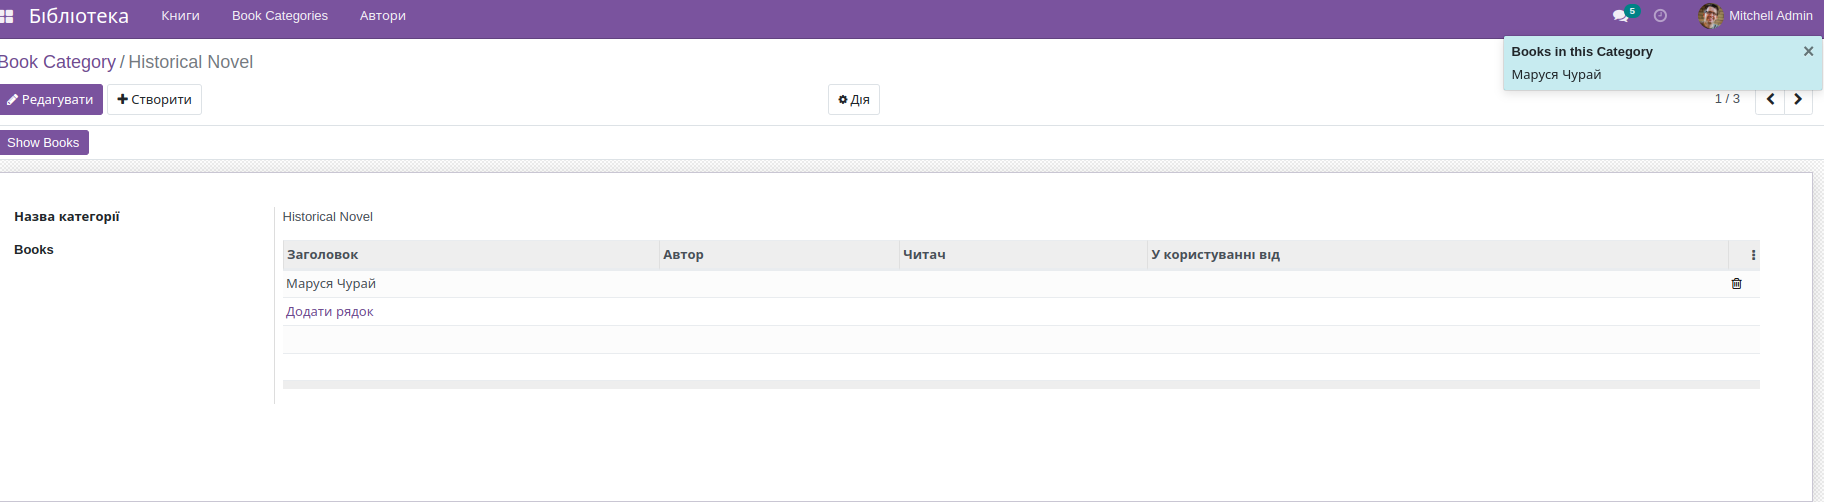 Бібліотека Книги Book Categories Автори 5 Mitchell Admin
Books in this Category ×
Маруся Чурай
Book Category / Historical Novel
Редагувати Створити Дія 1 / 3
Show Books
Назва категорії Historical Novel
Books
Заголовок Автор Читач У користуванні від
Маруся Чурай
Додати рядок